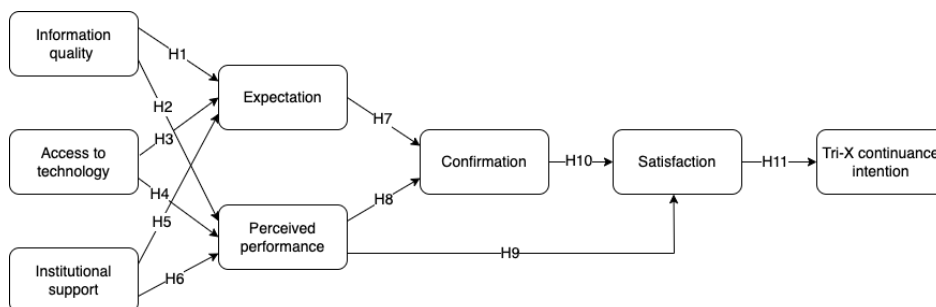 Information
quality
H1
H2
Expectation
H7
Access to
technology
H3
H4
Confirmation
H10
Satisfaction
H11
Tri-X continuance
intention
H5
H8
Perceived
performance
H9
Institutional
support
H6